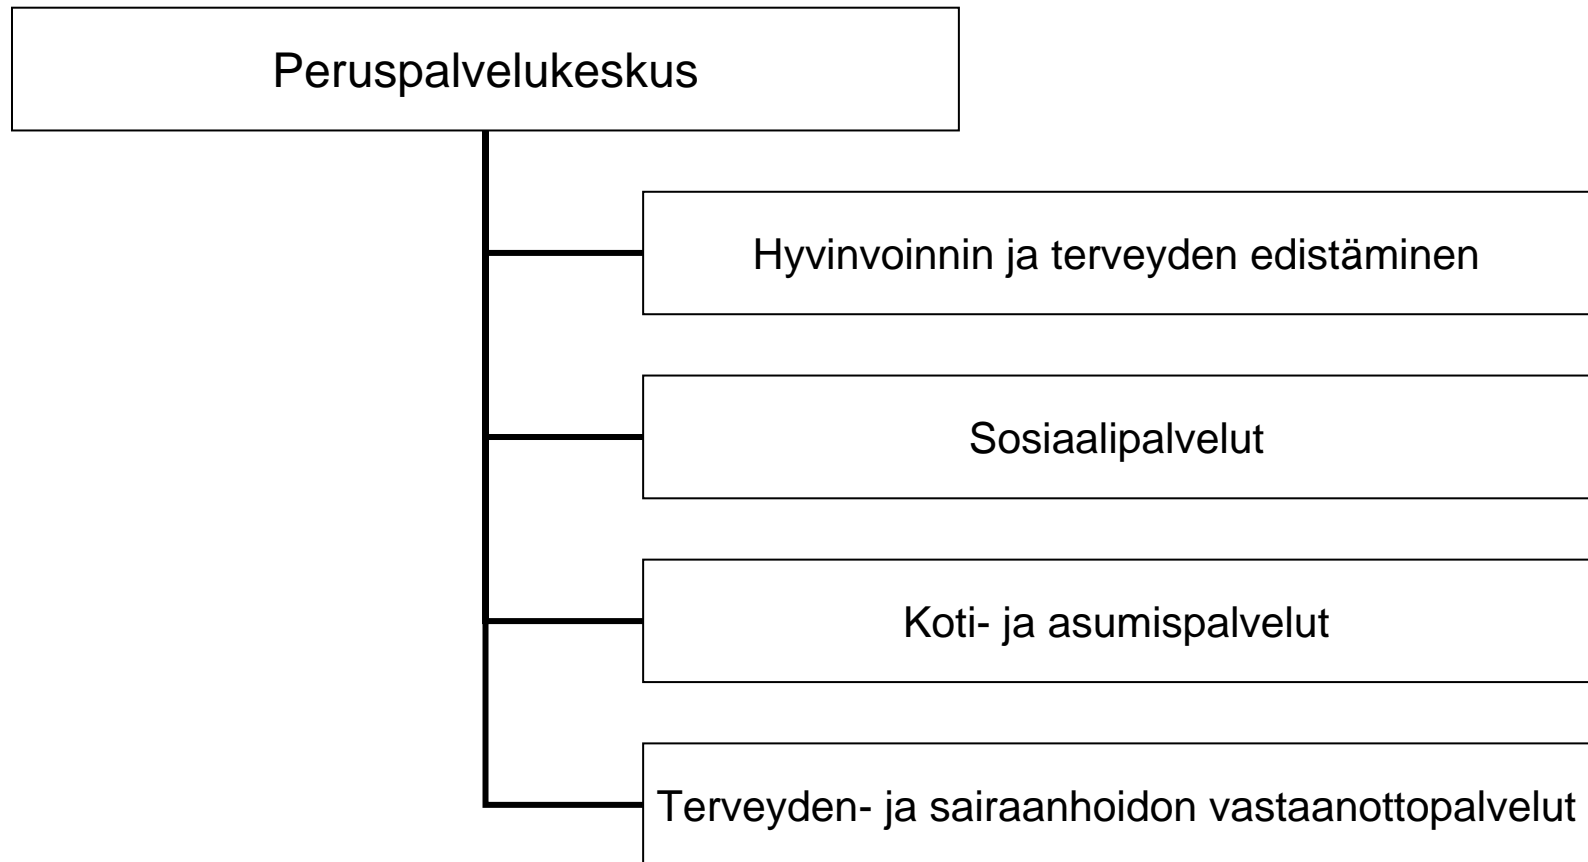 Peruspalvelukeskus
Hyvinvoinnin ja terveyden edistäminen
Sosiaalipalvelut
Koti- ja asumispalvelut
Terveyden- ja sairaanhoidon vastaanottopalvelut